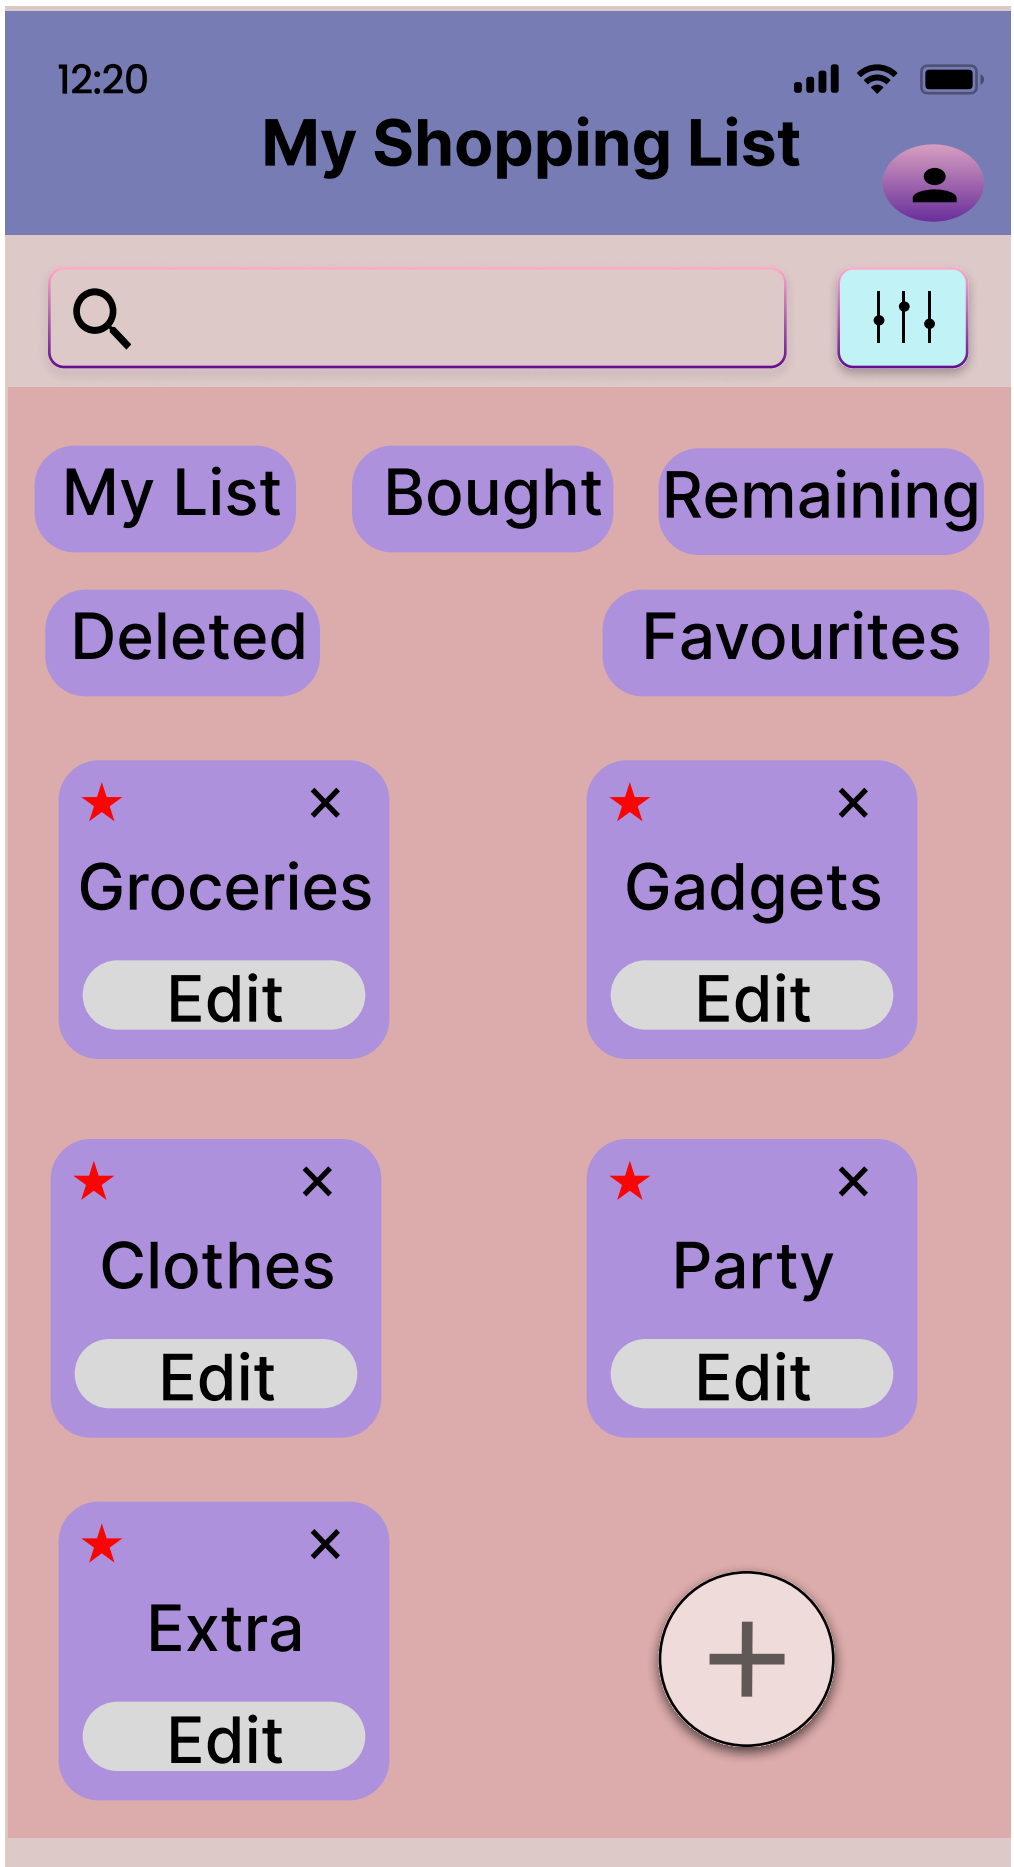 12:20
My Shopping List
My List Bought Remaining
Deleted Favourites
Groceries Gadgets
Edit Edit
Clothes Party
Edit Edit
Extra
Edit